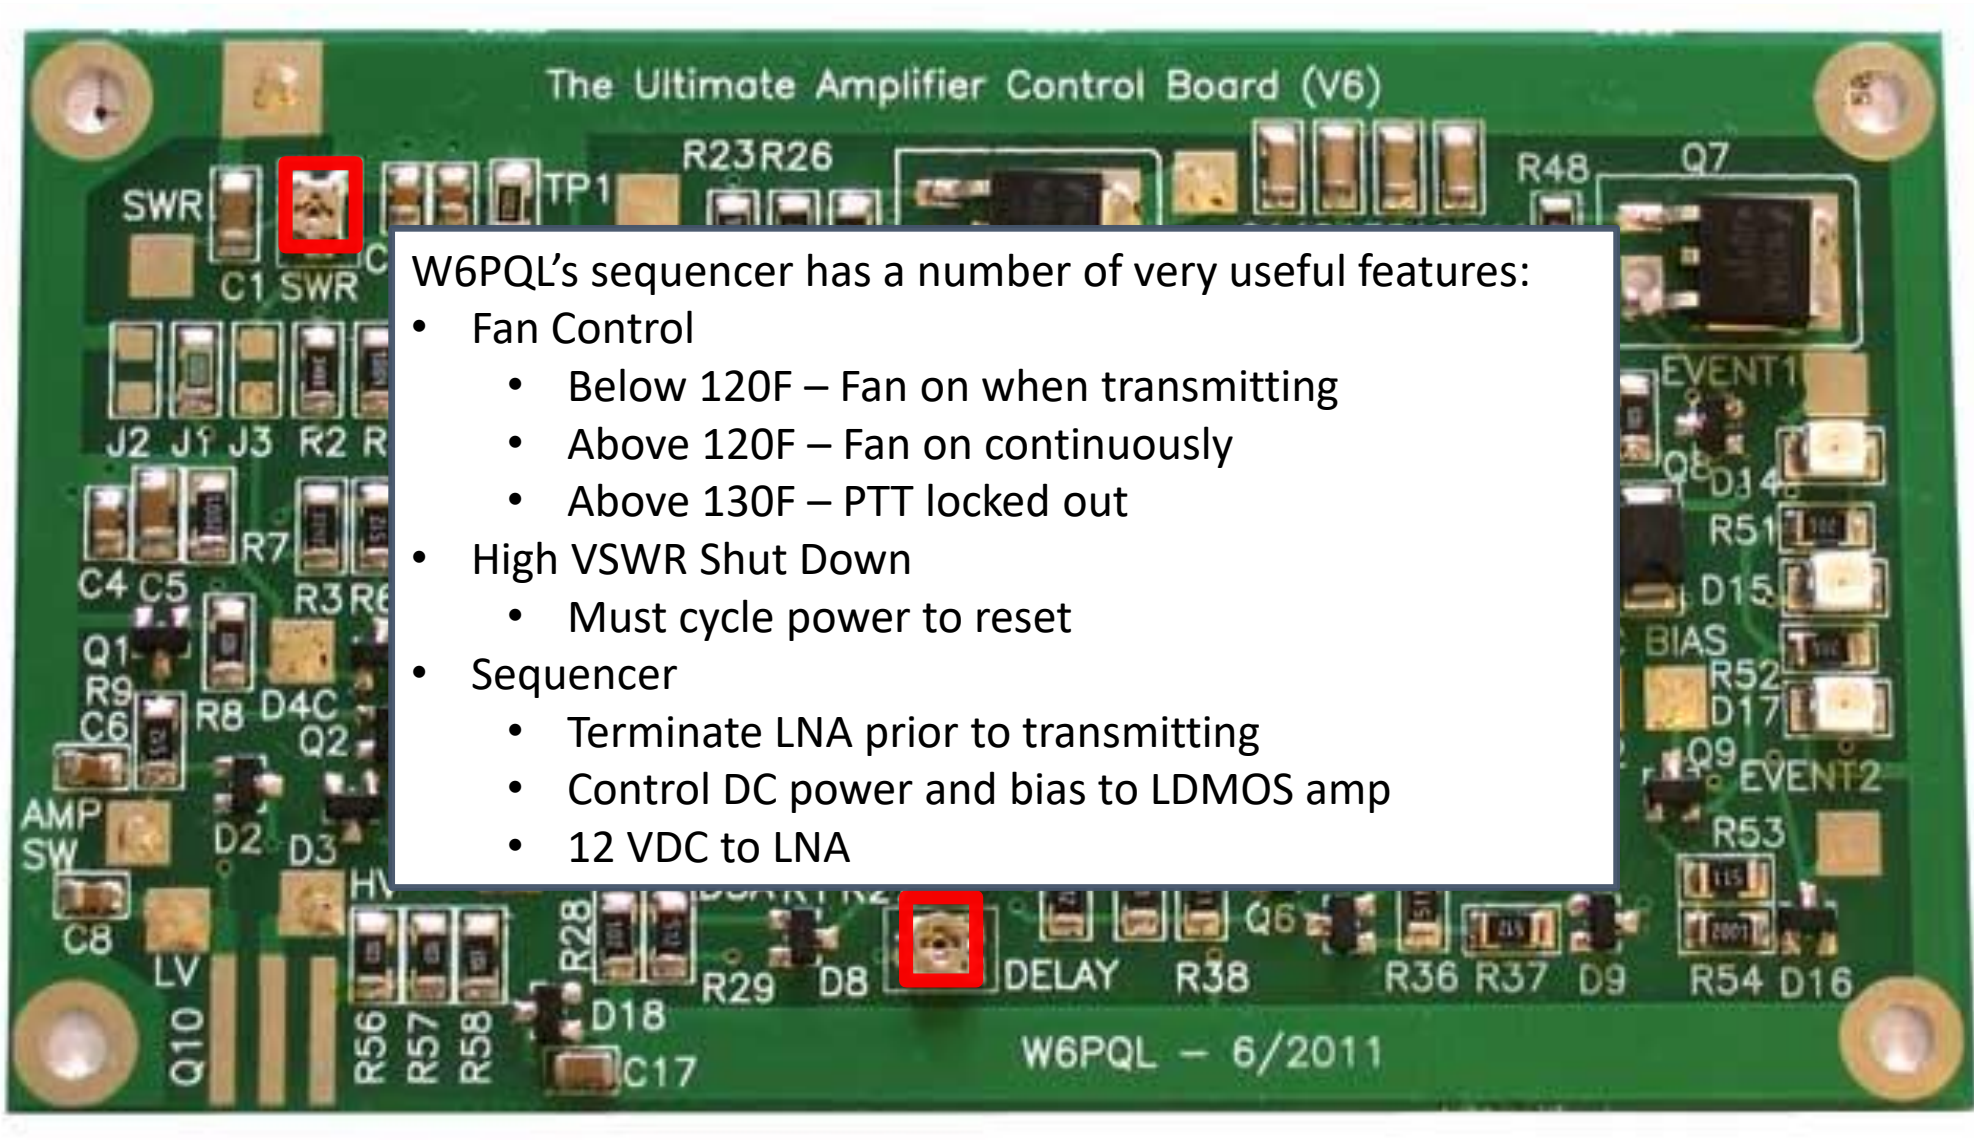 The Ultimate Amplifier Control Board (V6)
R23 R26
R48
Q7
SWR
TP1
C1
SWR
W6PQL’s sequencer has a number of very useful features:
• Fan Control
• Below 120F – Fan on when transmitting
• Above 120F – Fan on continuously
• Above 130F – PTT locked out
• High VSWR Shut Down
• Must cycle power to reset
• Sequencer
• Terminate LNA prior to transmitting
• Control DC power and bias to LDMOS amp
• 12 VDC to LNA
J2 J1 J3 R2
EVENT1
Q8
D14
R51
D15
BIAS
R52
D17
Q9
EVENT2
R53
R7
C4 C5
R3 R6
Q1
R9
C6
R8
D4C
Q2
AMP
SW
D2
D3
HV
C8
LV
R28
R29
D8
DELAY
R38
Q6
R36 R37 D9
R54 D16
Q10
R56
R57
R58
D18
C17
W6PQL – 6/2011